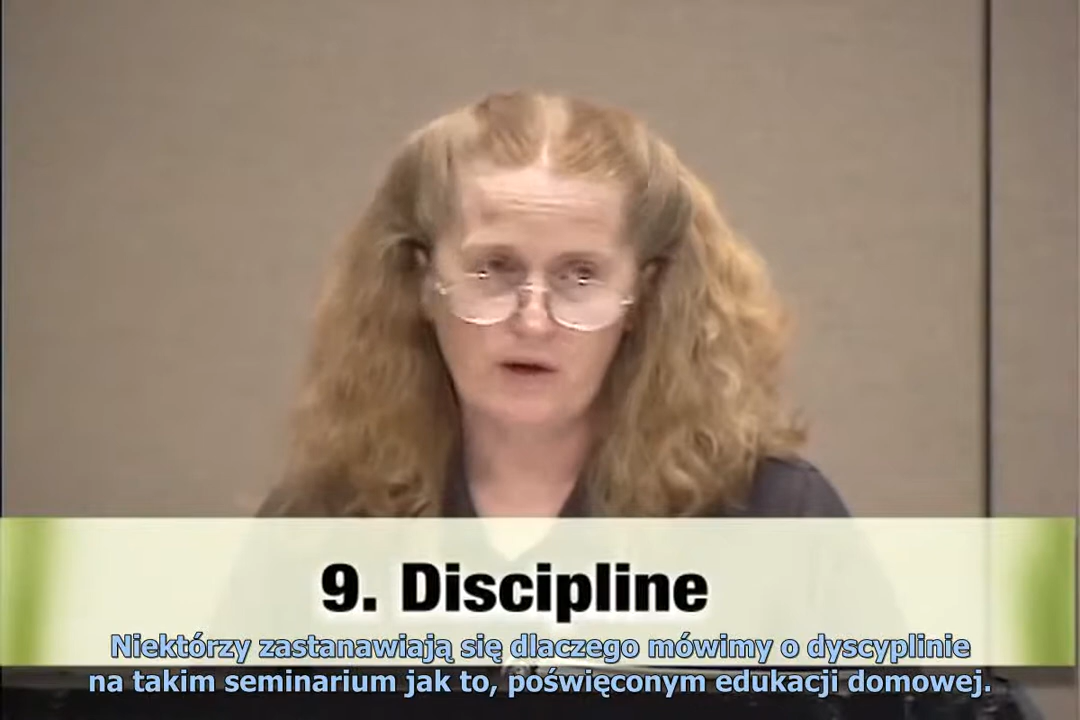 9. Discipline
Niektórzy zastanawiają się dlaczego mówimy o dyscyplinie
na takim seminarium jak to, poświęconym edukacji domowej.